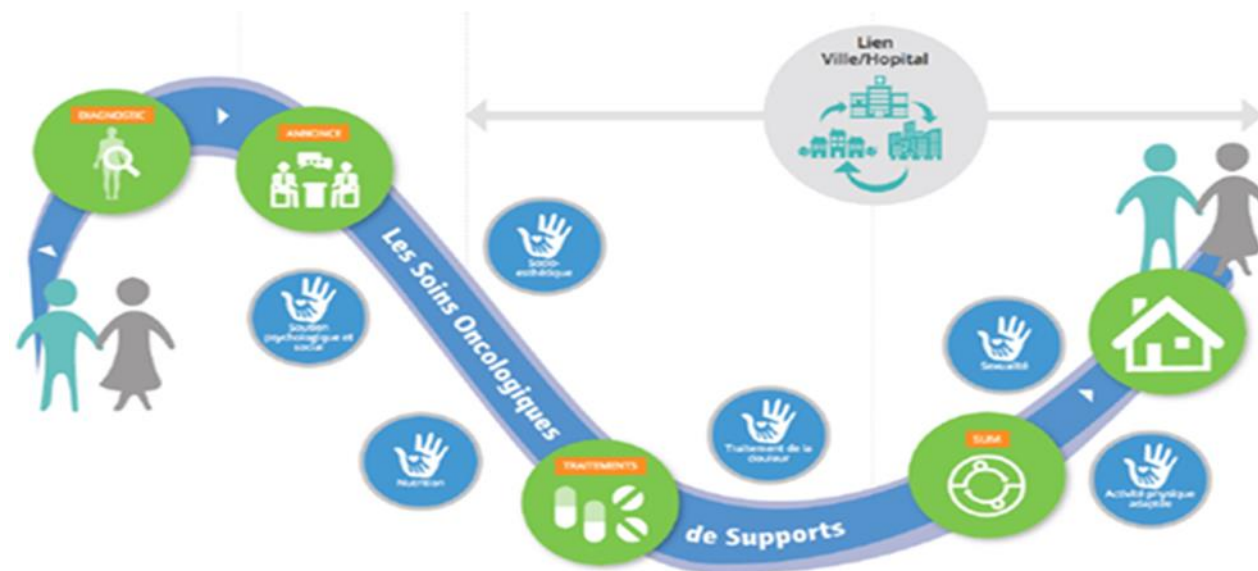 Lien
Ville/Hopital
DIAGNOSTIC
ANNONCE
Les Soins Oncologiques
de Supports
Socio-
esthétique
Soutien
psychologique et
social
Nutrition
TRAITEMENTS
Traitement de la
douleur
Sexualité
SUIVI
Activité physique
adaptée